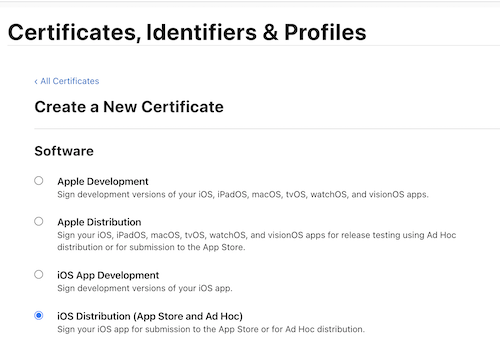 Certificates, Identifiers & Profiles
‹ All Certificates
Create a New Certificate
Software
Apple Development
Sign development versions of your iOS, iPadOS, macOS, tvOS, watchOS, and visionOS apps.
Apple Distribution
Sign your iOS, iPadOS, macOS, tvOS, watchOS, and visionOS apps for release testing using Ad Hoc
distribution or for submission to the App Store.
iOS App Development
Sign development versions of your iOS app.
iOS Distribution (App Store and Ad Hoc)
Sign your iOS app for submission to the App Store or for Ad Hoc distribution.